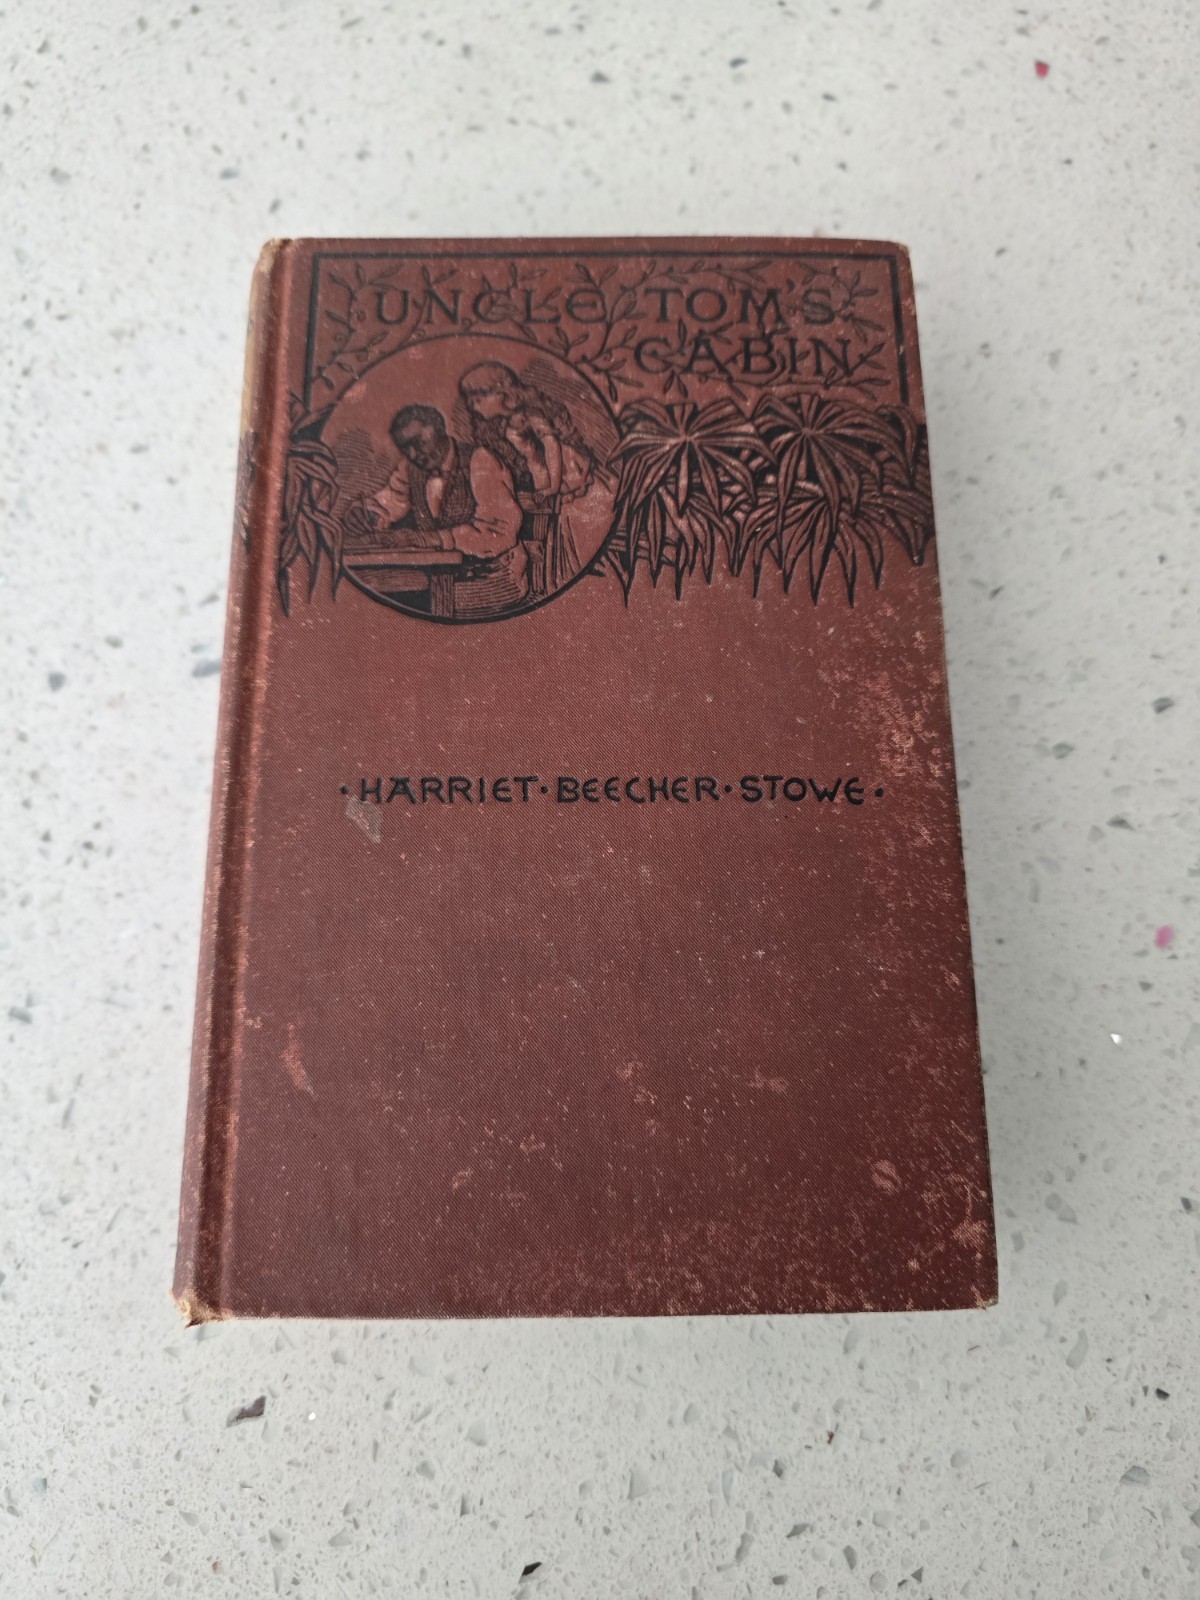 UNCLE TOM'S
CABIN
·HARRIET·BEECHER·STOWE·